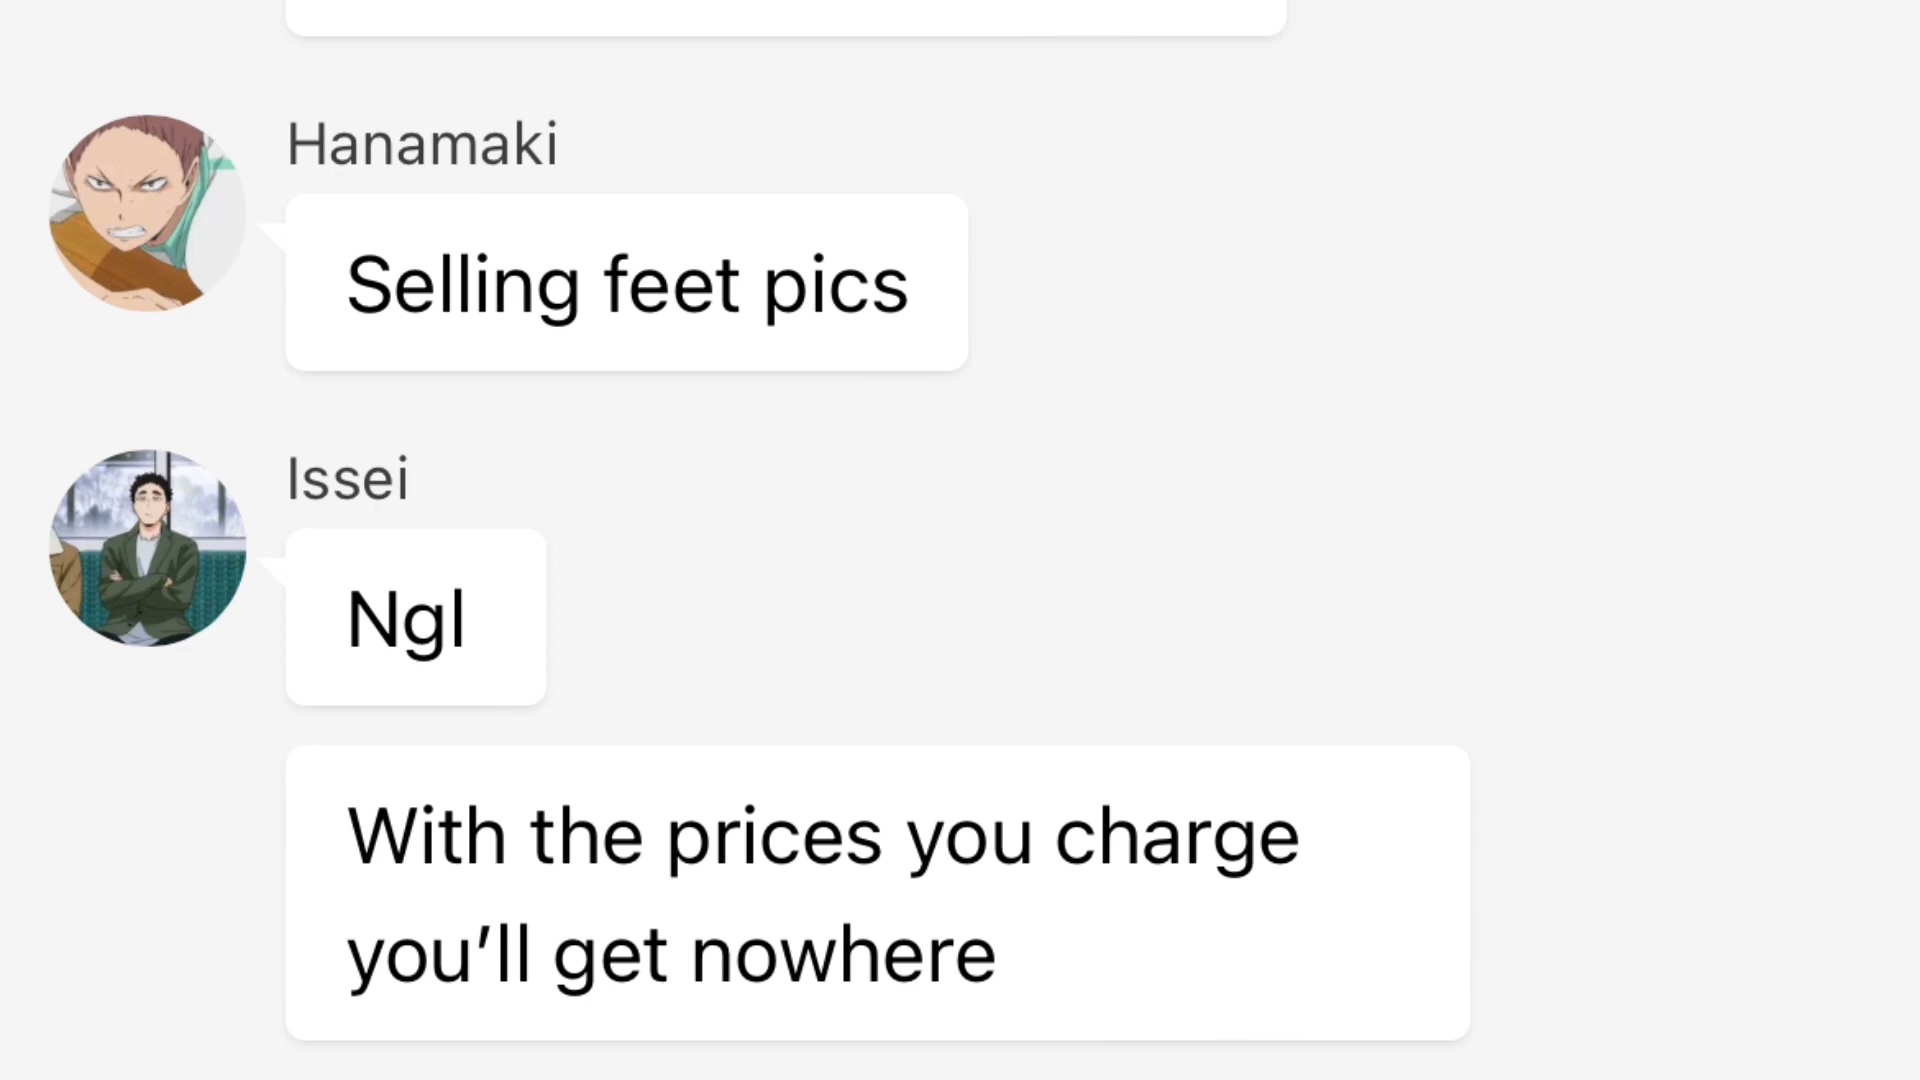 Hanamaki
Selling feet pics
Issei
Ngl
With the prices you charge
you’ll get nowhere